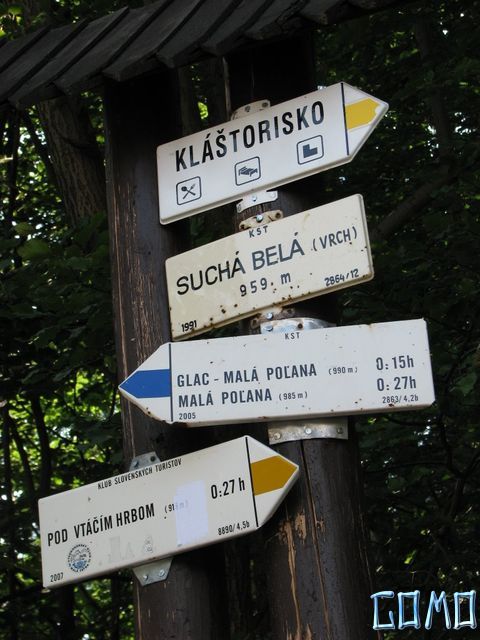 KLÁŠTORISKO
KST
SUCHÁ BELÁ (VRCH)
959 m
1991 2864/12
KST
GLAC - MALÁ POĽANA (990 m) 0:15h
MALÁ POĽANA (985 m) 0:27h
2005 2863/4,2b
KLUB SLOVENSKÝCH TURISTOV
POD VTÁČÍM HRBOM 0:27 h
2007 8890/4,5b
COMO